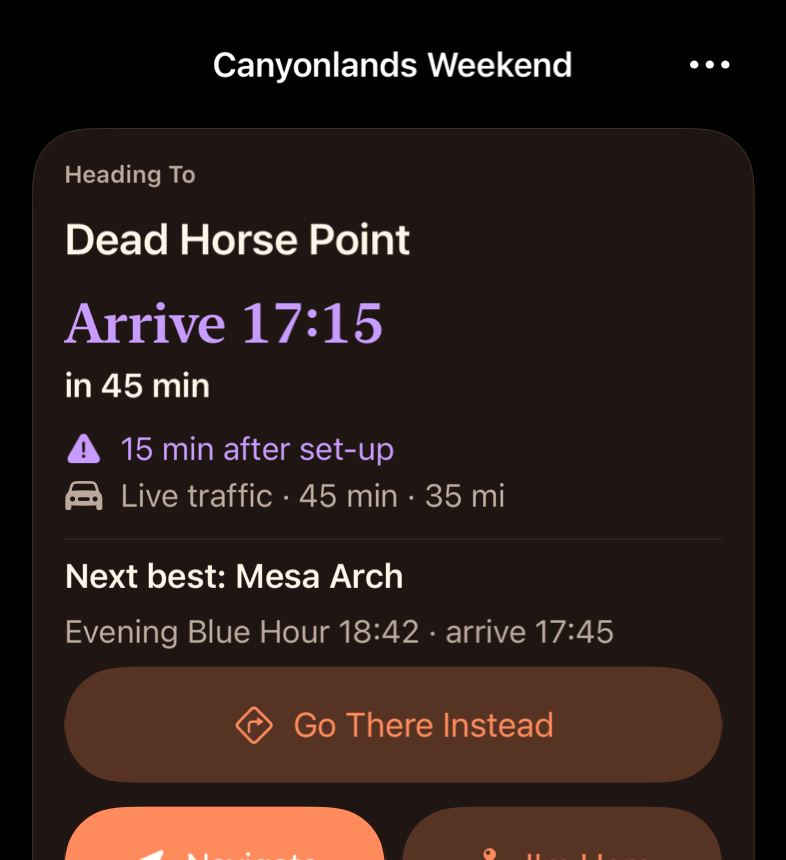 Canyonlands Weekend
Heading To
Dead Horse Point
Arrive 17:15
in 45 min
15 min after set-up
Live traffic · 45 min · 35 mi
Next best: Mesa Arch
Evening Blue Hour 18:42 · arrive 17:45
Go There Instead
Navigate